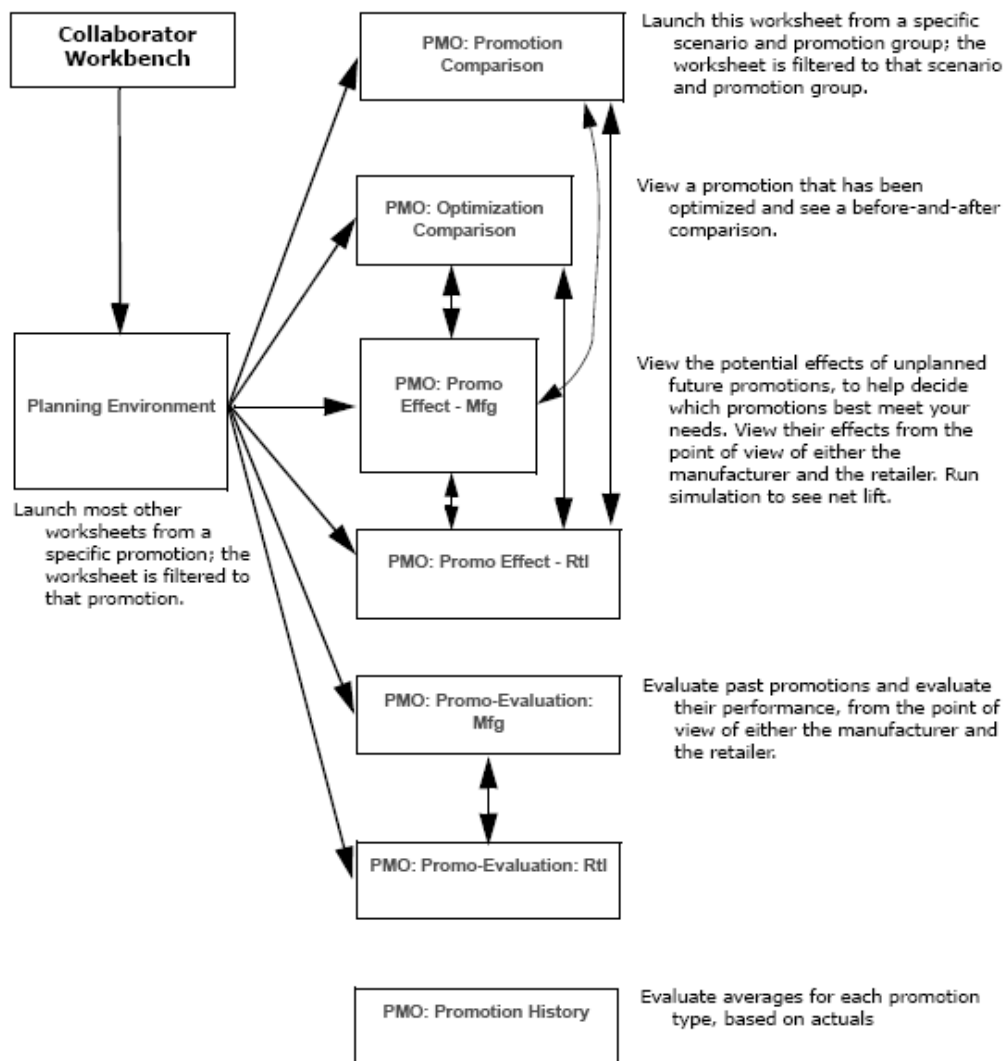 Collaborator
Workbench
PMO: Promotion
Comparison
Launch this worksheet from a specific
scenario and promotion group; the
worksheet is filtered to that scenario
and promotion group.
PMO: Optimization
Comparison
View a promotion that has been
optimized and see a before-and-after
comparison.
Planning Environment
Launch most other
worksheets from a
specific promotion; the
worksheet is filtered to
that promotion.
PMO: Promo
Effect - Mfg
View the potential effects of unplanned
future promotions, to help decide
which promotions best meet your
needs. View their effects from the
point of view of either the
manufacturer and the retailer. Run
simulation to see net lift.
PMO: Promo Effect - Rtl
PMO: Promo-Evaluation:
Mfg
Evaluate past promotions and evaluate
their performance, from the point of
view of either the manufacturer and
the retailer.
PMO: Promo-Evaluation: Rtl
PMO: Promotion History
Evaluate averages for each promotion
type, based on actuals